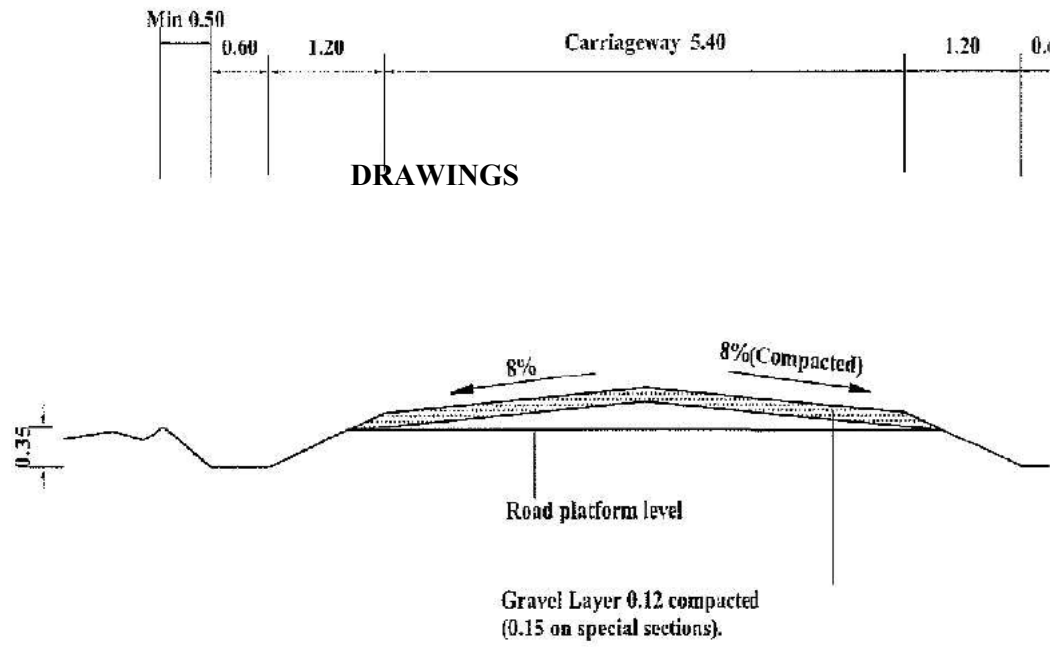 Min 0.50
0.60 1.20 Carriageway 5.40 1.20
DRAWINGS
8% 8%(Compacted)
0.35
Road platform level
Gravel Layer 0.12 compacted
(0.15 on special sections).